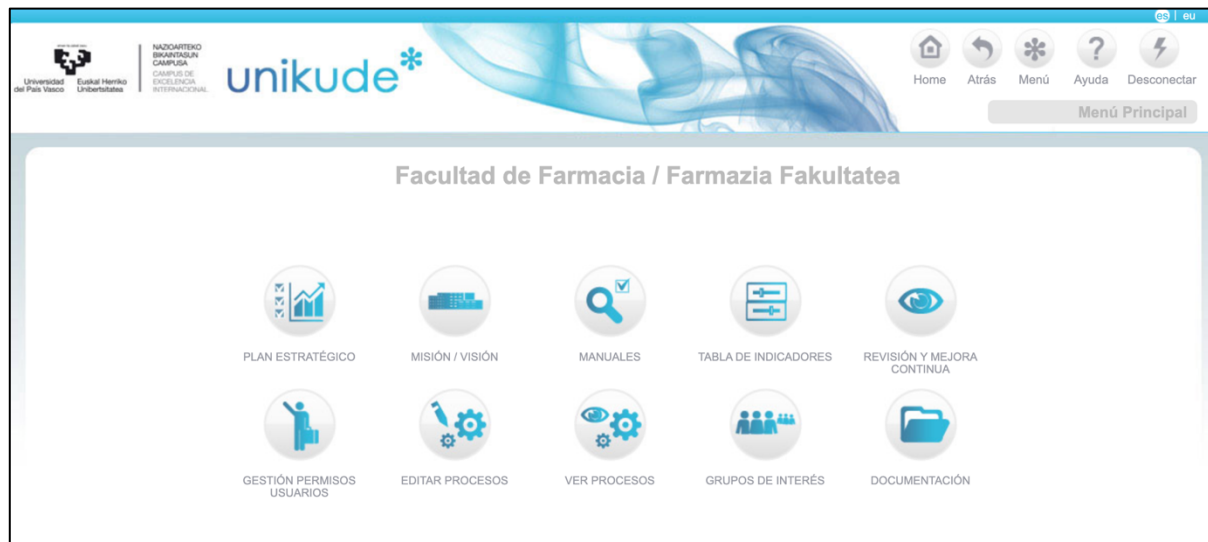 es | eu
Universidad
del País Vasco
Euskal Herriko
Unibertsitatea
NAZIOARTEKO
BIKAINTASUN
CAMPUSA
CAMPUS DE
EXCELENCIA
INTERNACIONAL
unikude*
Home
Atrás
Menú
Ayuda
Desconectar
Menú Principal
Facultad de Farmacia / Farmazia Fakultatea
PLAN ESTRATÉGICO
MISIÓN / VISIÓN
MANUALES
TABLA DE INDICADORES
REVISIÓN Y MEJORA
CONTINUA
GESTIÓN PERMISOS
USUARIOS
EDITAR PROCESOS
VER PROCESOS
GRUPOS DE INTERÉS
DOCUMENTACIÓN